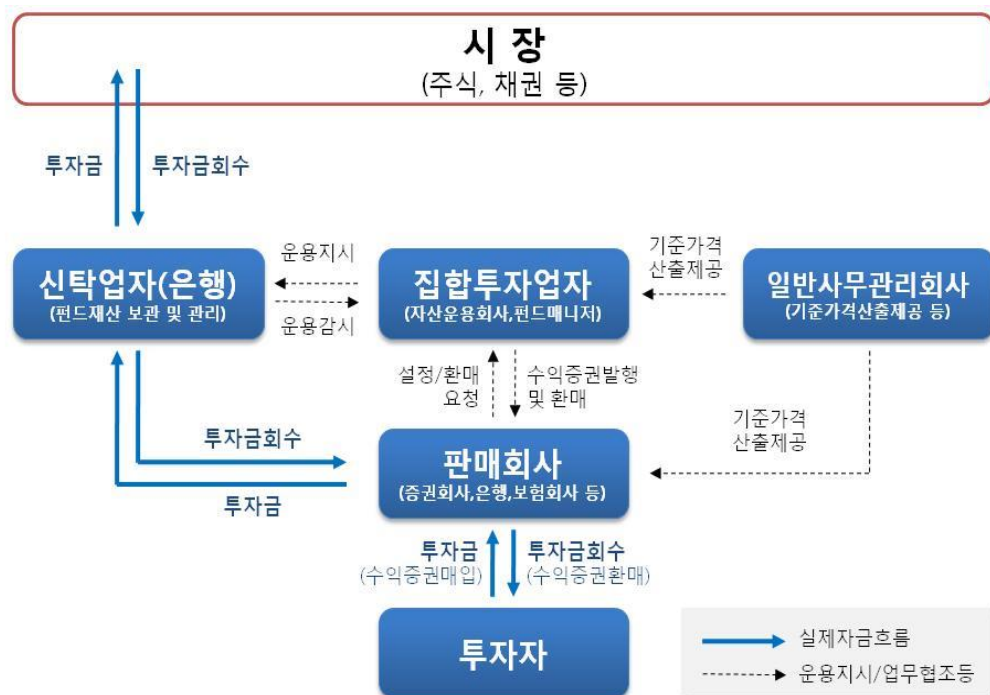 시 장
(주식, 채권 등)
투자금
투자금회수
신탁업자(은행)
(펀드재산 보관 및 관리)
운용지시
운용감시
집합투자업자
(자산운용회사,펀드매니저)
기준가격
산출제공
일반사무관리회사
(기준가격산출제공 등)
설정/환매
요청
수익증권발행
및 환매
기준가격
산출제공
투자금회수
투자금
판매회사
(증권회사,은행,보험회사 등)
투자금
(수익증권매입)
투자금회수
(수익증권환매)
투자자
실제자금흐름
운용지시/업무협조등